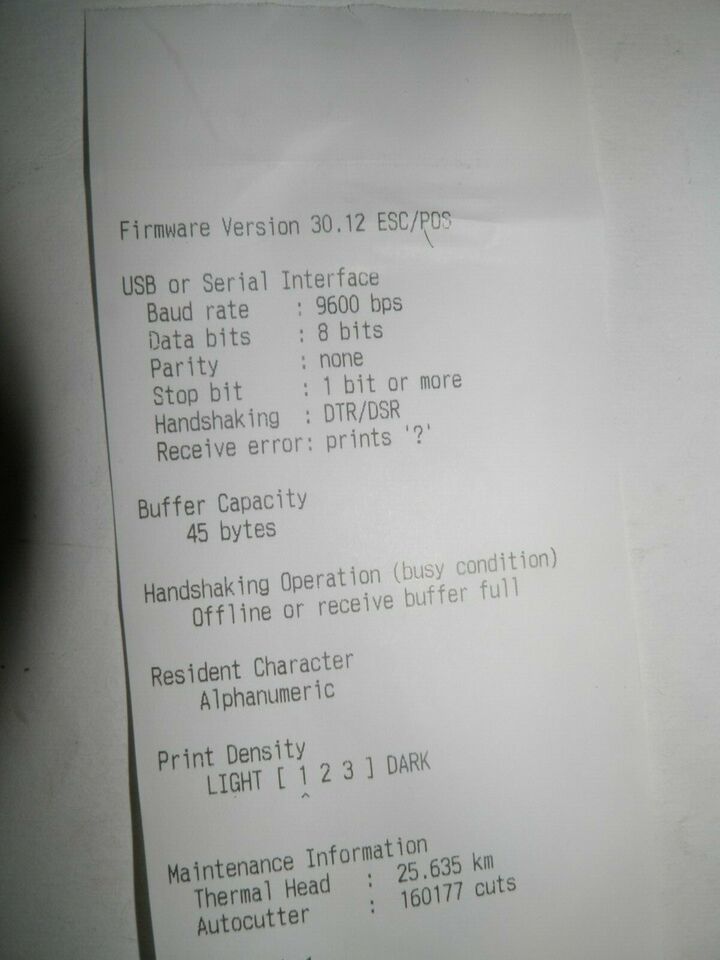 Firmware Version 30.12 ESC/POS
USB or Serial Interface
Baud rate : 9600 bps
Data bits : 8 bits
Parity : none
Stop bit : 1 bit or more
Handshaking : DTR/DSR
Receive error: prints '?'
Buffer Capacity
45 bytes
Handshaking Operation (busy condition)
Offline or receive buffer full
Resident Character
Alphanumeric
Print Density
LIGHT [ 1 2 3 ] DARK
^
Maintenance Information
Thermal Head : 25.635 km
Autocutter : 160177 cuts